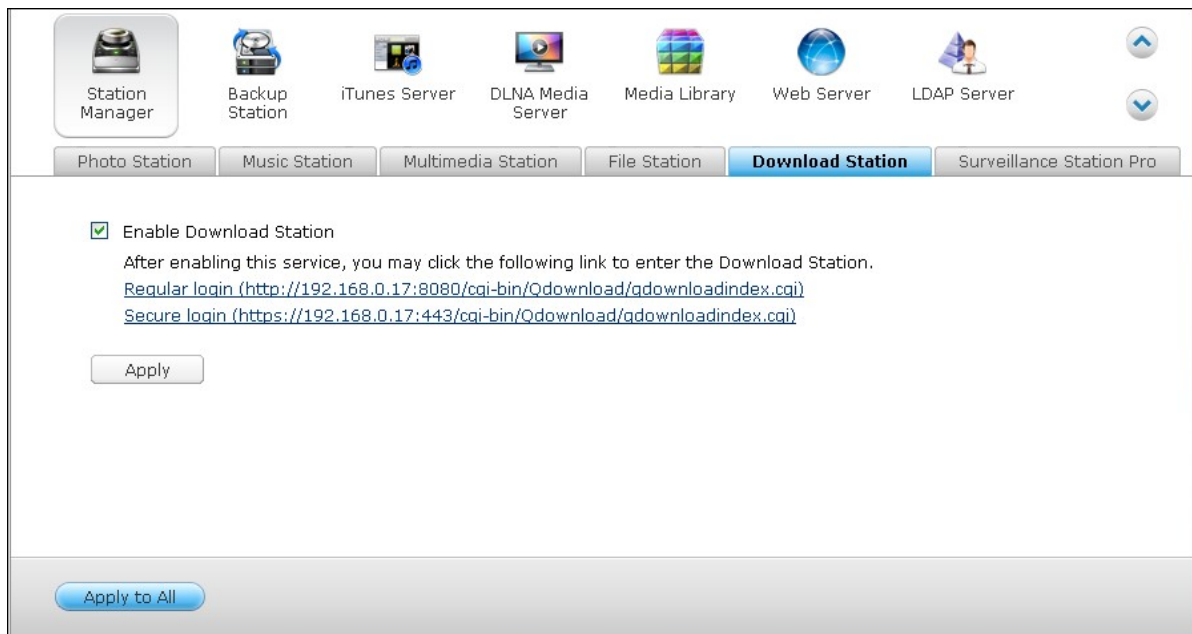 Station
Manager
Backup
Station
iTunes Server
DLNA Media
Server
Media Library
Web Server
LDAP Server
Photo Station
Music Station
Multimedia Station
File Station
Download Station
Surveillance Station Pro
Enable Download Station
After enabling this service, you may click the following link to enter the Download Station.
Regular login (http://192.168.0.17:8080/cgi-bin/Qdownload/qdownloadindex.cgi)
Secure login (https://192.168.0.17:443/cgi-bin/Qdownload/qdownloadindex.cgi)
Apply
Apply to All